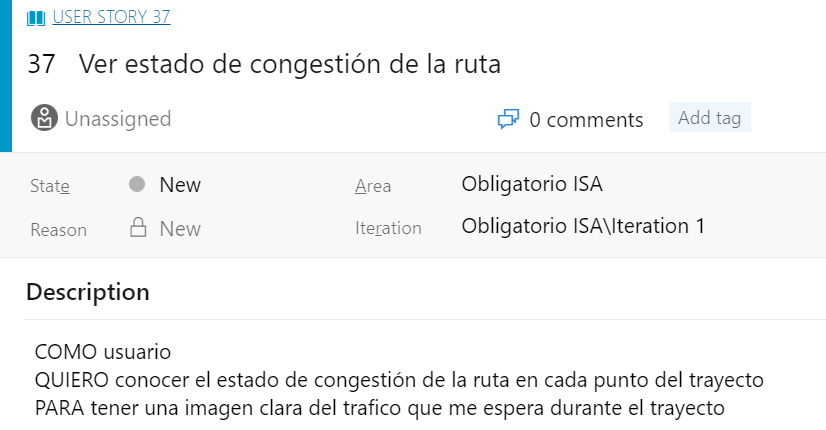 USER STORY 37
37 Ver estado de congestión de la ruta
Unassigned
0 comments
Add tag
State
New
Area
Obligatorio ISA
Reason
New
Iteration
Obligatorio ISA\Iteration 1
Description
COMO usuario
QUIERO conocer el estado de congestión de la ruta en cada punto del trayecto
PARA tener una imagen clara del trafico que me espera durante el trayecto